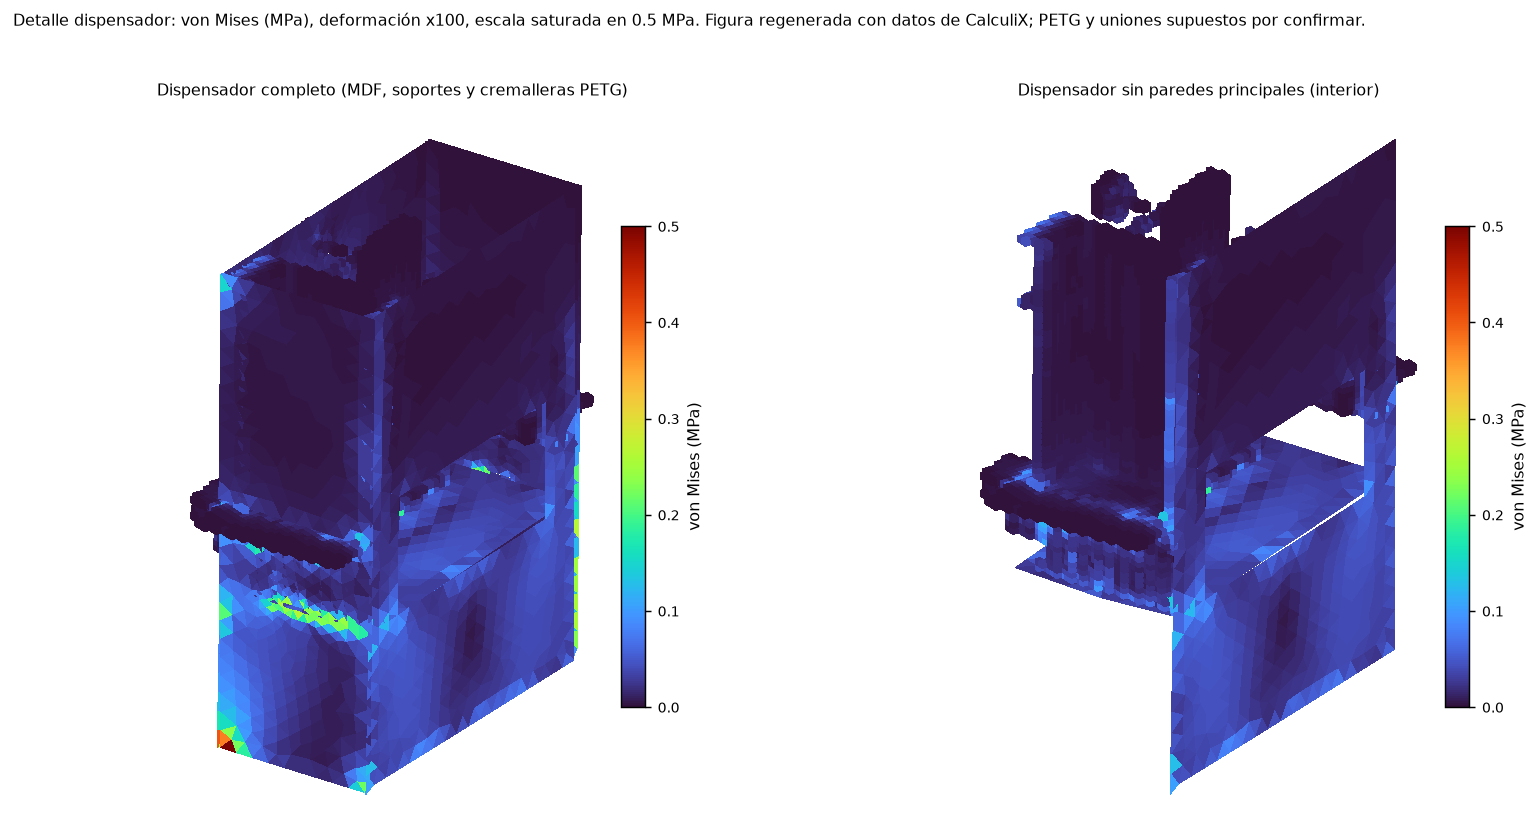 Detalle dispensador: von Mises (MPa), deformación x100, escala saturada en 0.5 MPa. Figura regenerada con datos de CalculiX; PETG y uniones supuestos por confirmar.
Dispensador completo (MDF, soportes y cremalleras PETG)
0.5
0.4
0.3
0.2
0.1
0.0
von Mises (MPa)
Dispensador sin paredes principales (interior)
0.5
0.4
0.3
0.2
0.1
0.0
von Mises (MPa)